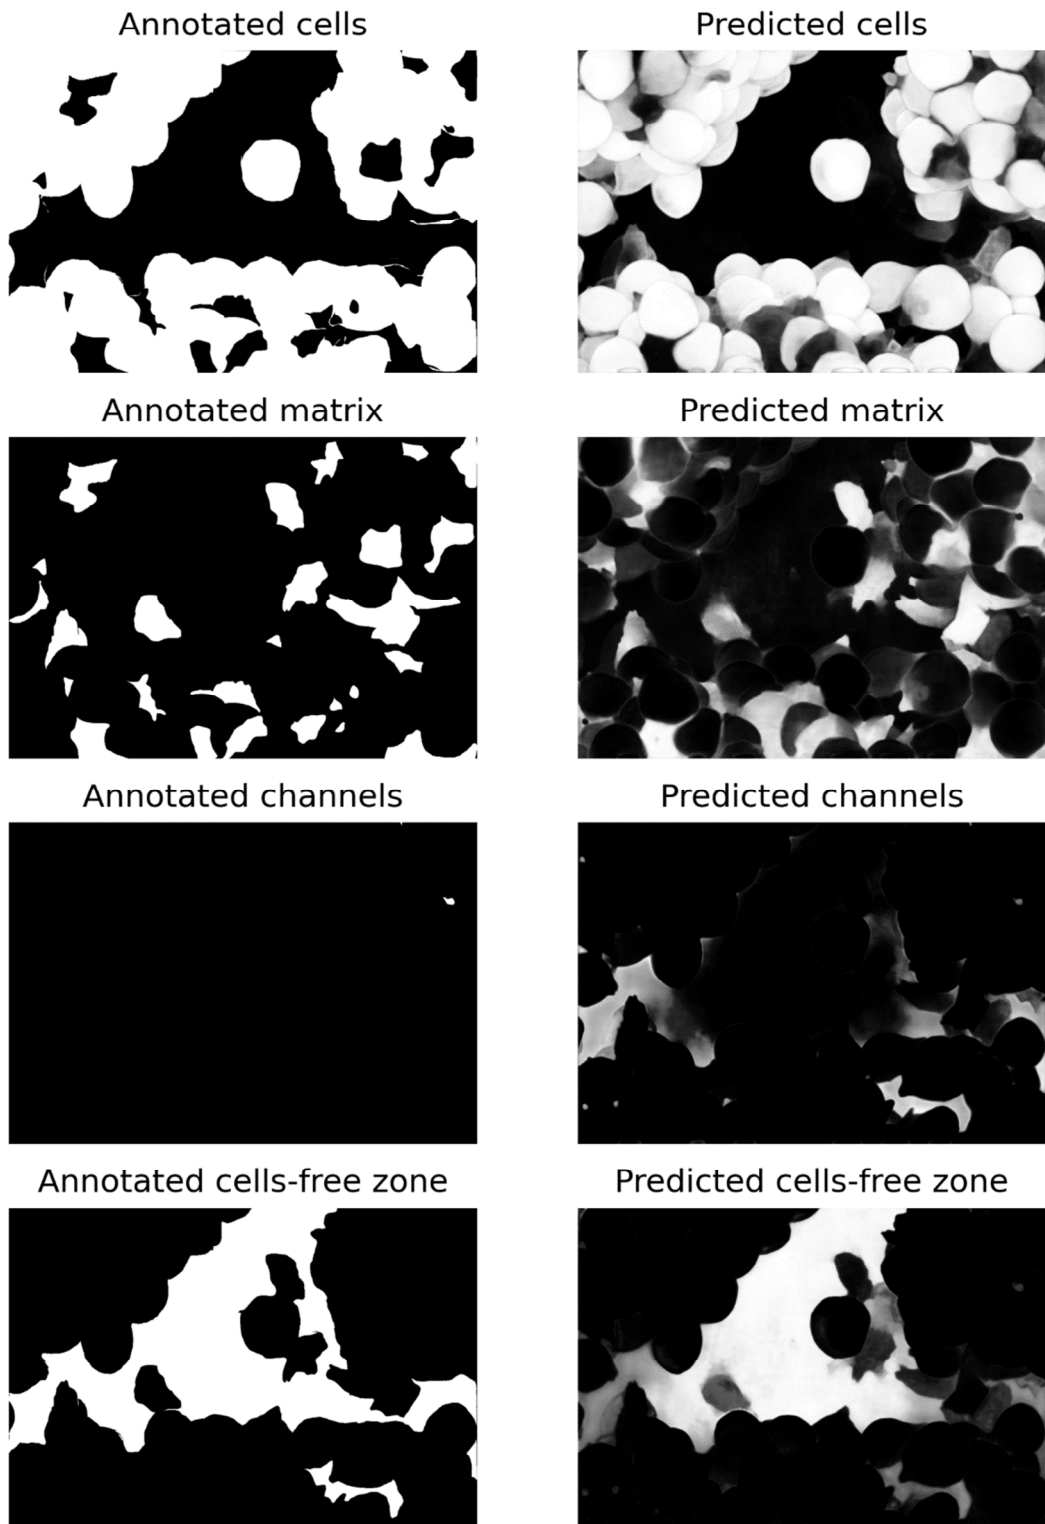 Annotated cells
Predicted cells
Annotated matrix
Predicted matrix
Annotated channels
Predicted channels
Annotated cells-free zone
Predicted cells-free zone